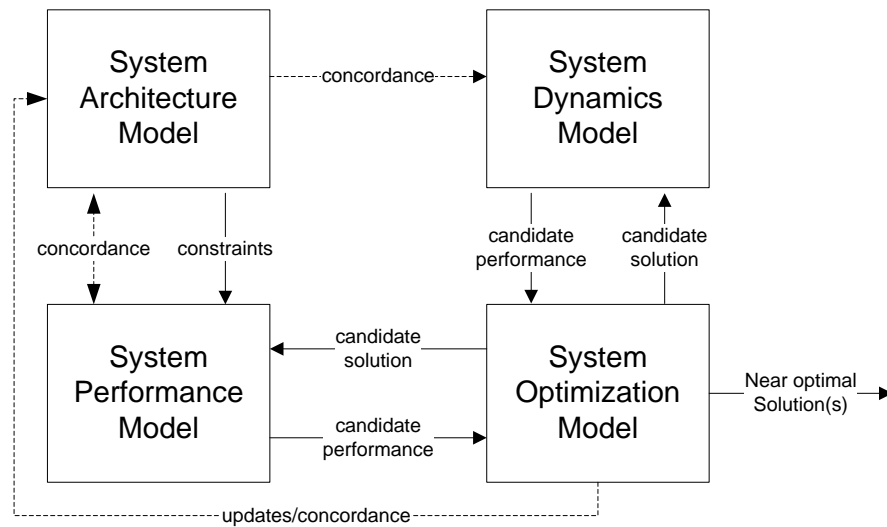 System
Architecture
Model
concordance
System
Dynamics
Model
concordance
constraints
candidate
performance
candidate
solution
System
Performance
Model
candidate
solution
candidate
performance
System
Optimization
Model
Near optimal
Solution(s)
updates/concordance